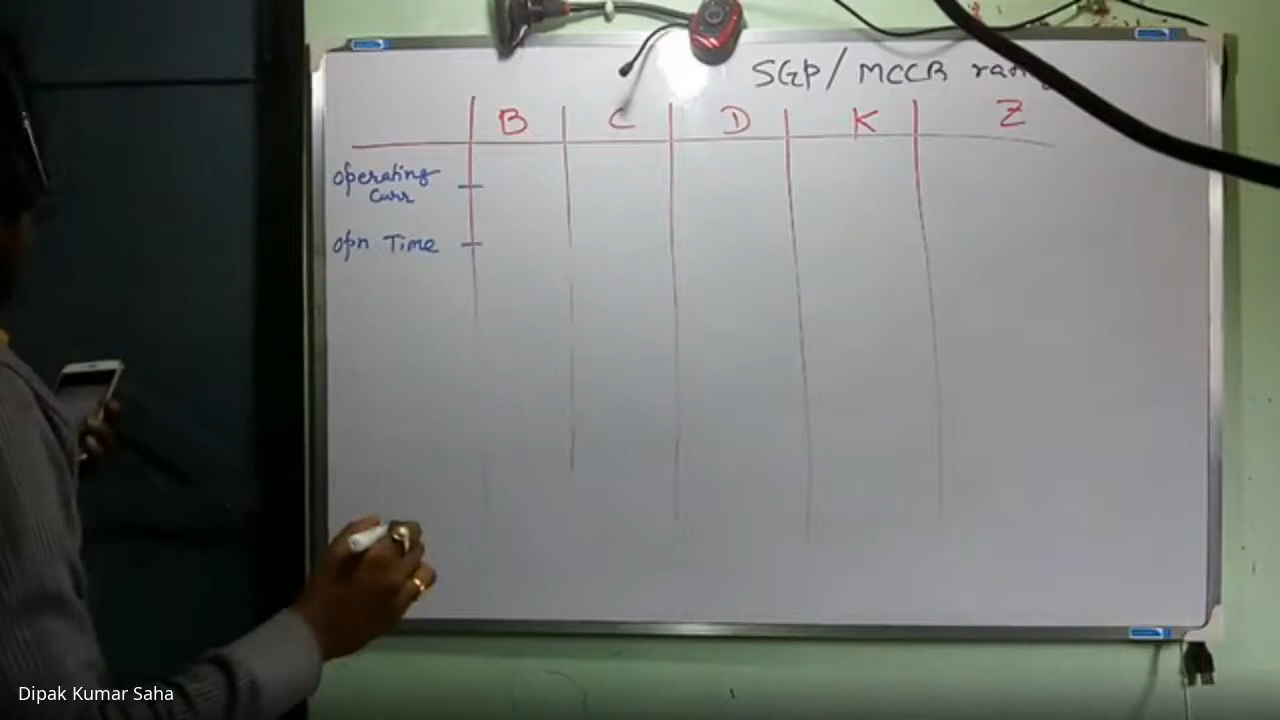 SGP/MCCB
B C D K Z
Operating
Curr
Opn Time
Dipak Kumar Saha